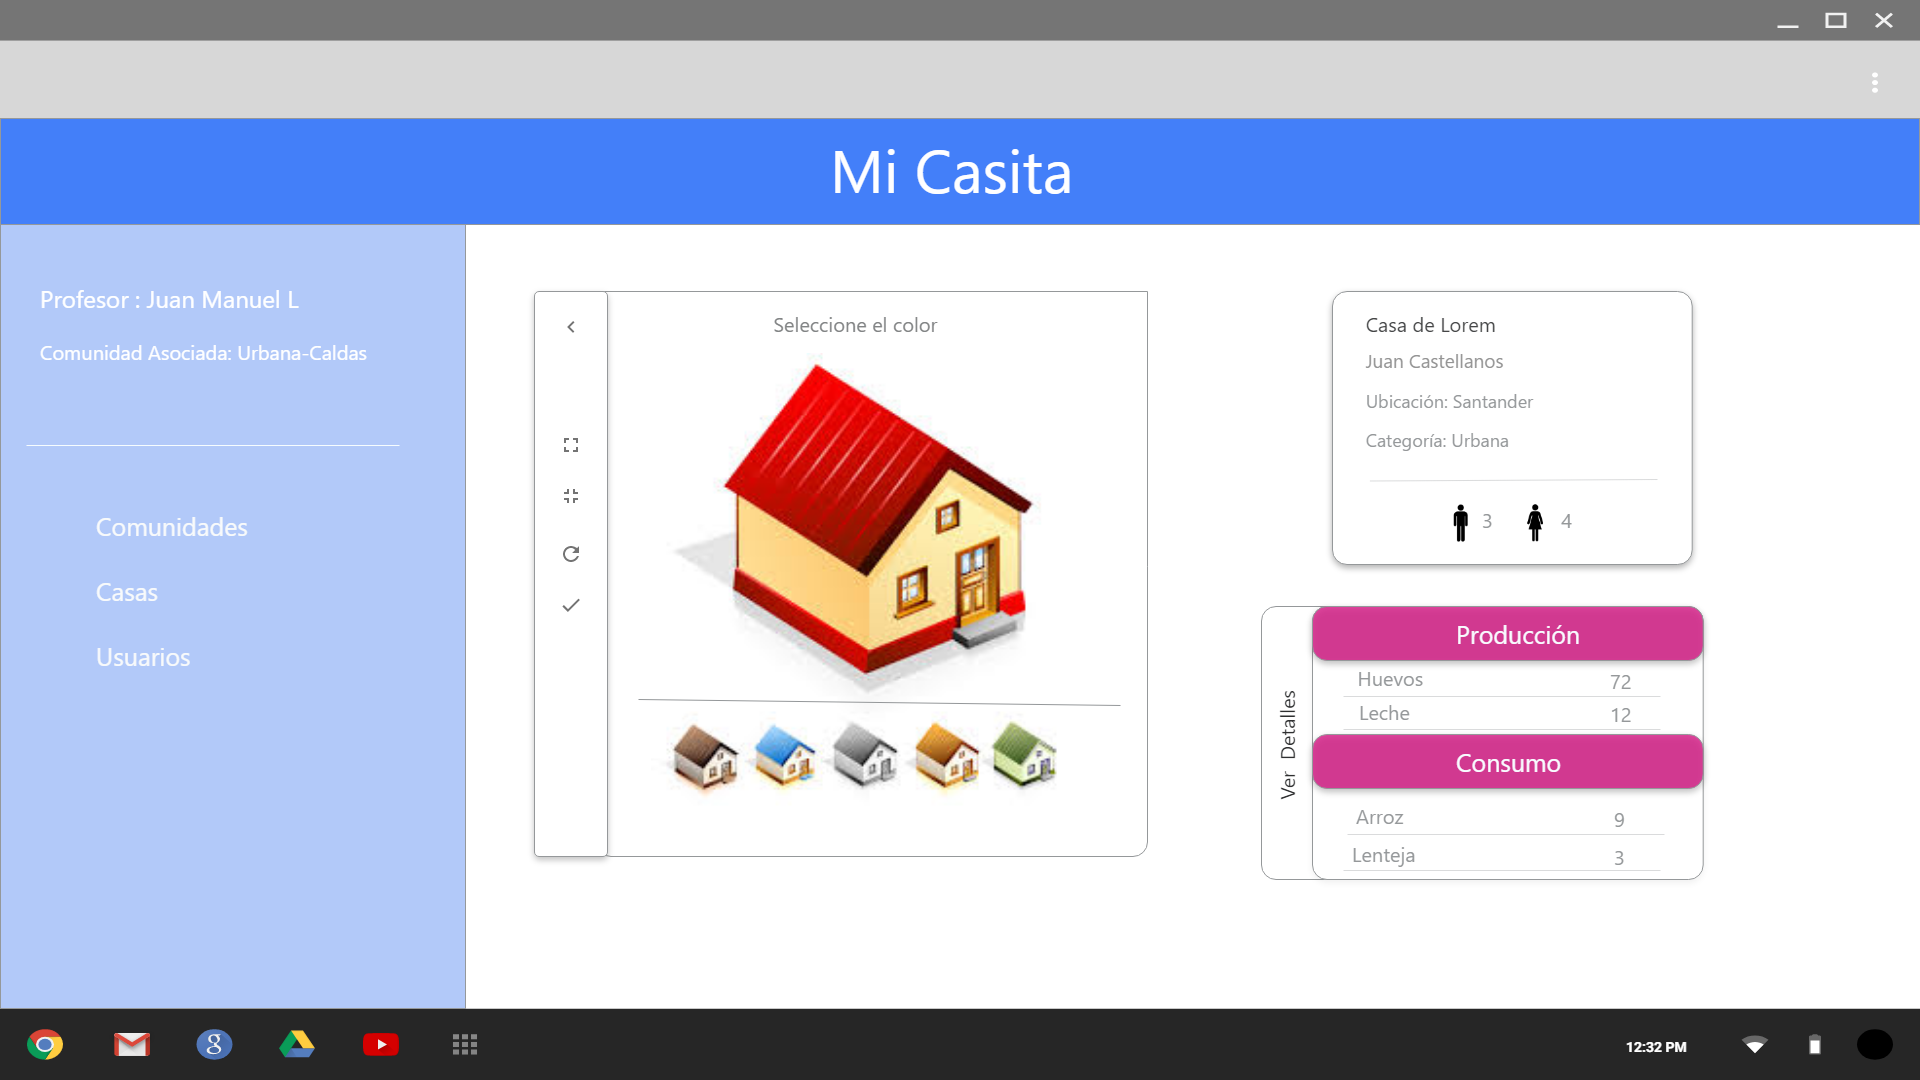 Mi Casita
Profesor : Juan Manuel L
Comunidad Asociada: Urbana-Caldas
Comunidades
Casas
Usuarios
Seleccione el color
Casa de Lorem
Juan Castellanos
Ubicación: Santander
Categoría: Urbana
3 4
Ver Detalles
Producción
Huevos 72
Leche 12
Consumo
Arroz 9
Lenteja 3
g
12:32 PM